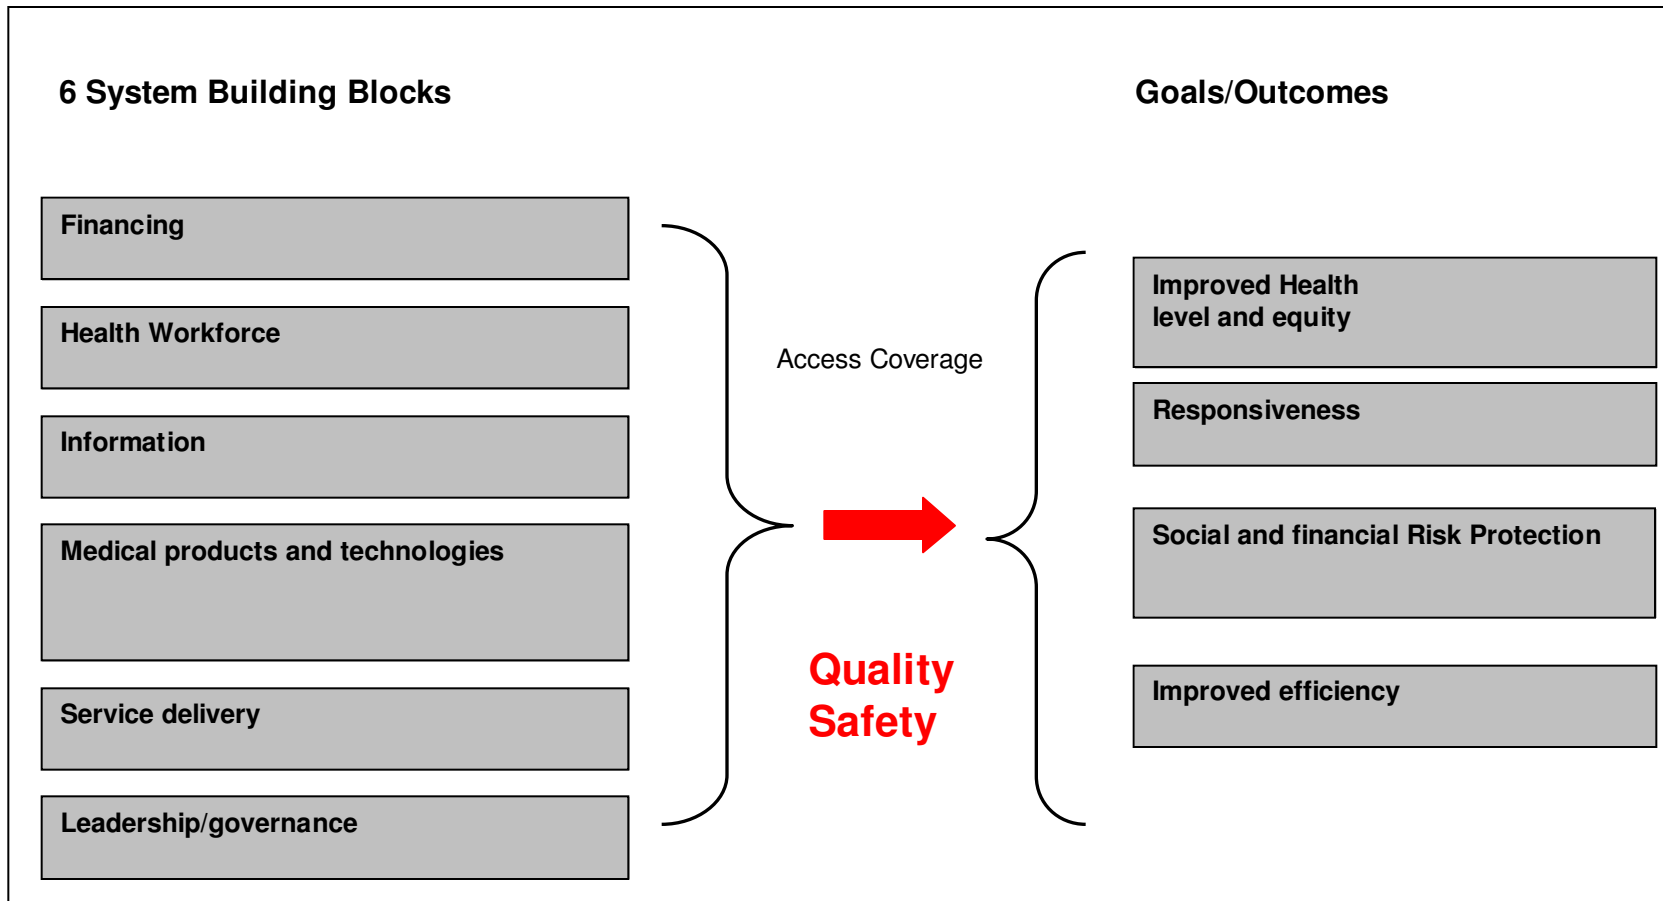 6 System Building Blocks
Goals/Outcomes
Financing
Health Workforce
Information
Medical products and technologies
Service delivery
Leadership/governance
Access Coverage
Quality
Safety
Improved Health
level and equity
Responsiveness
Social and financial Risk Protection
Improved efficiency